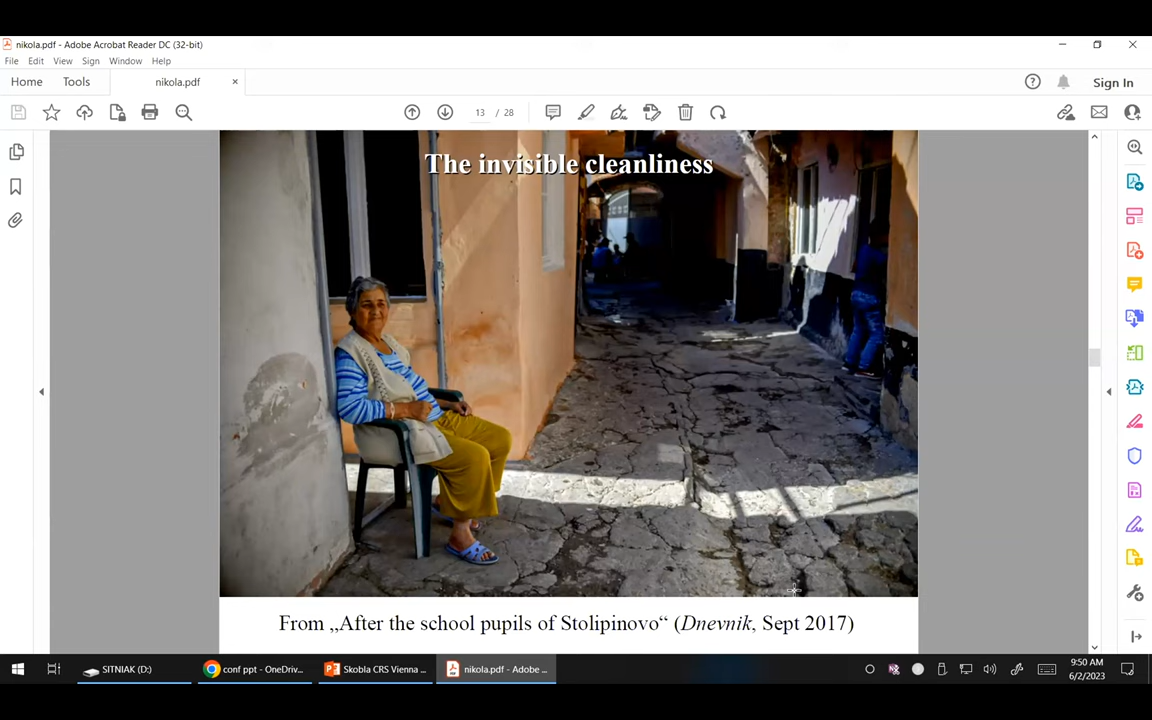 nikola.pdf - Adobe Acrobat Reader DC (32-bit)
File Edit View Sign Window Help
Home Tools nikola.pdf × Sign In
13 / 28
The invisible cleanliness
From „After the school pupils of Stolipinovo“ (Dnevnik, Sept 2017)
SITNIAK (D:) conf ppt - OneDriv... Skobla CRS Vienna ... nikola.pdf - Adobe ...
9:50 AM
6/2/2023